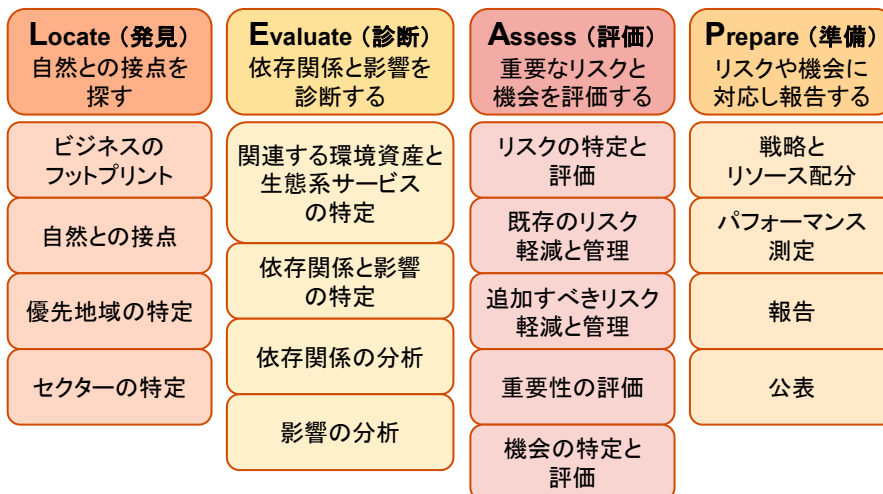 Locate（発見）
自然との接点を
探す
ビジネスの
フットプリント
自然との接点
優先地域の特定
セクターの特定
Evaluate（診断）
依存関係と影響を
診断する
関連する環境資産と
生態系サービス
の特定
依存関係と影響
の特定
依存関係の分析
影響の分析
Assess（評価）
重要なリスクと
機会を評価する
リスクの特定と
評価
既存のリスク
軽減と管理
追加すべきリスク
軽減と管理
重要性の評価
機会の特定と
評価
Prepare（準備）
リスクや機会に
対応し報告する
戦略と
リソース配分
パフォーマンス
測定
報告
公表